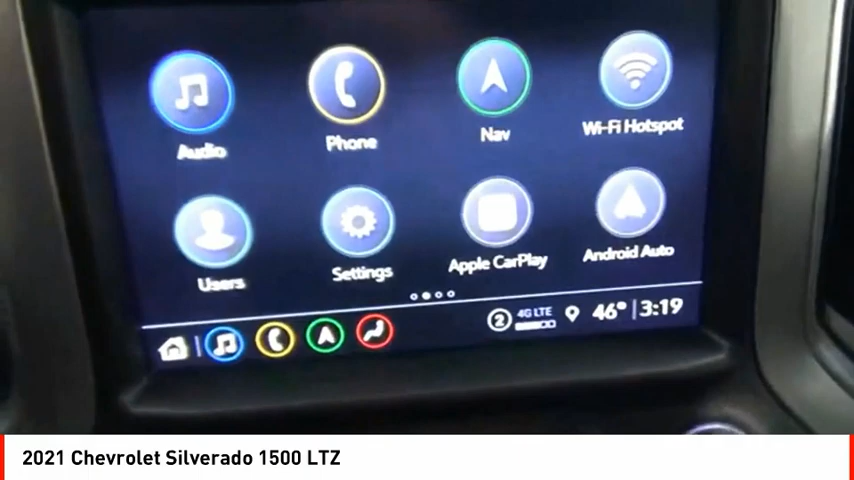 Audio Phone Nav Wi-Fi Hotspot
Users Settings Apple CarPlay Android Auto
2 4G LTE 46° 3:19
2021 Chevrolet Silverado 1500 LTZ